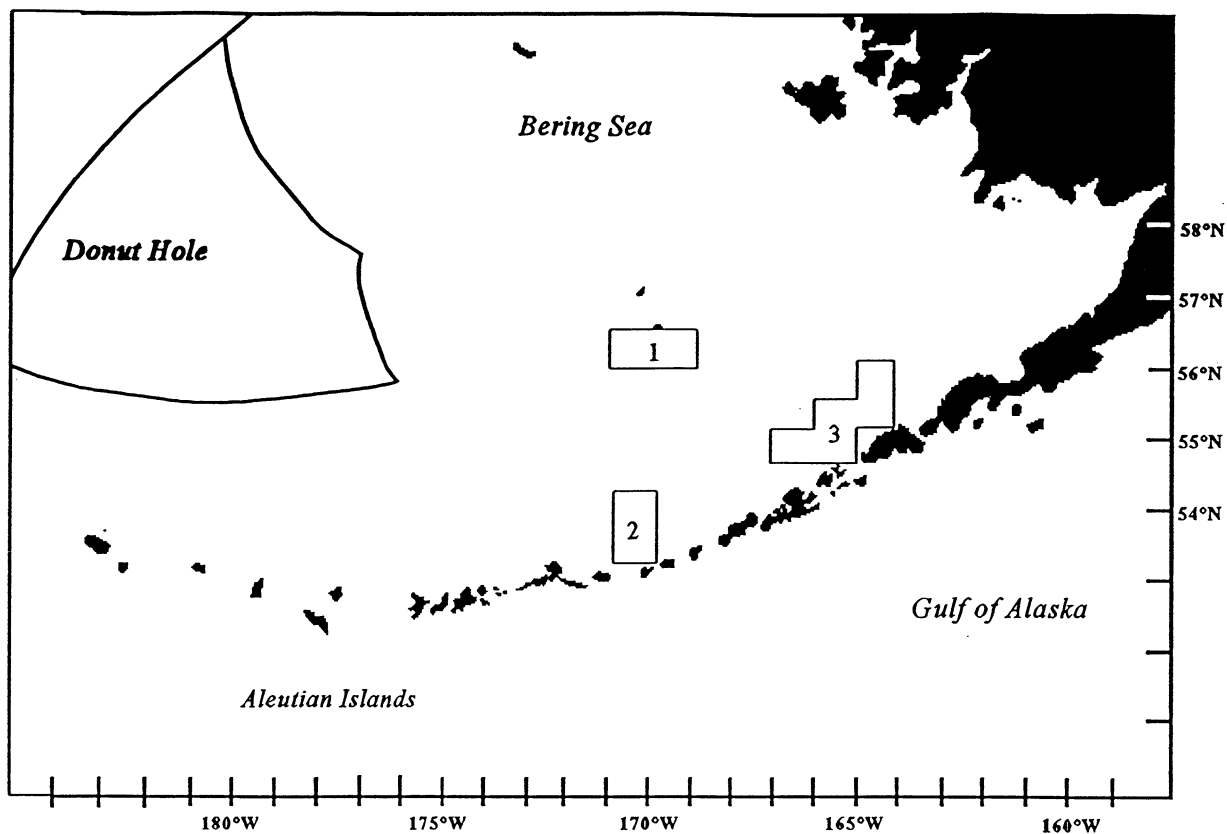 Bering Sea
Donut Hole
58°N
57°N
1
56°N
3
55°N
2
54°N
Gulf of Alaska
Aleutian Islands
180°W
175°W
170°W
165°W
160°W